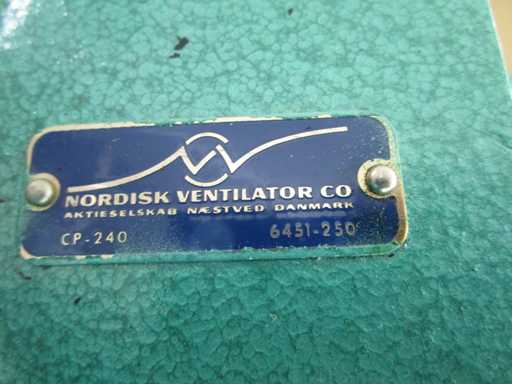 NORDISK VENTILATOR CO
AKTIESELSKAB NÆSTVED DANMARK
CP-240 6451-250